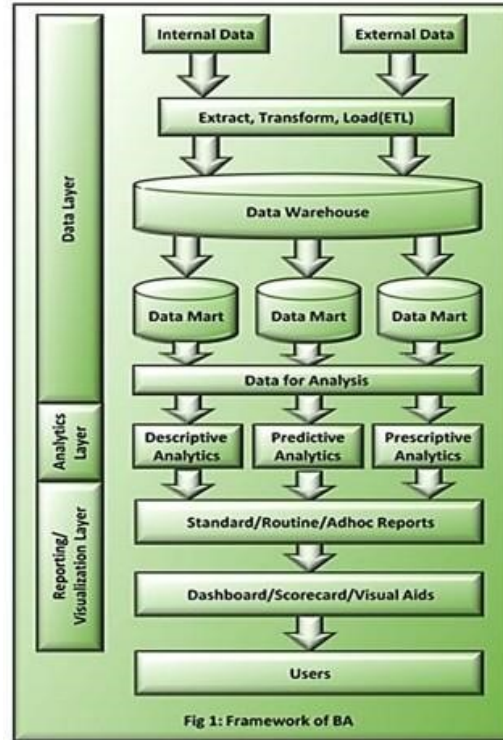 Internal Data
External Data
Extract, Transform, Load(ETL)
Data Warehouse
Data Mart
Data Mart
Data Mart
Data for Analysis
Descriptive
Analytics
Predictive
Analytics
Prescriptive
Analytics
Standard/Routine/Adhoc Reports
Dashboard/Scorecard/Visual Aids
Users
Data Layer
Analytics Layer
Reporting/
Visualization Layer
Fig 1: Framework of BA